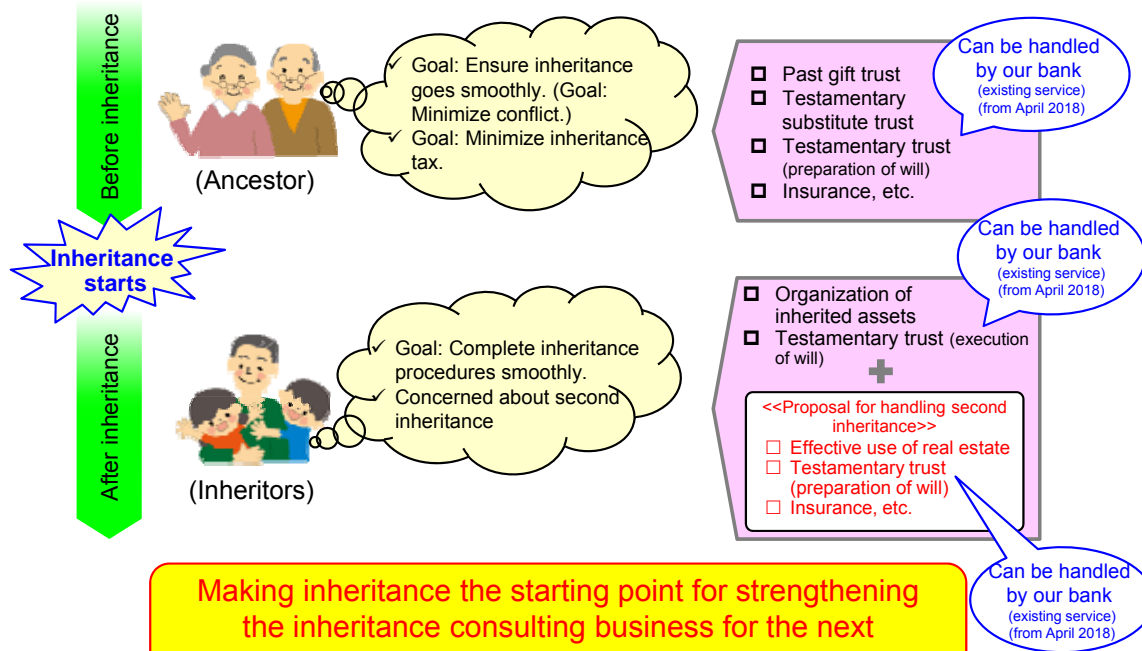 Before inheritance
(Ancestor)
✓ Goal: Ensure inheritance
goes smoothly. (Goal:
Minimize conflict.)
✓ Goal: Minimize inheritance
tax.
❑ Past gift trust
❑ Testamentary
substitute trust
❑ Testamentary trust
(preparation of will)
❑ Insurance, etc.
Can be handled
by our bank
(existing service)
(from April 2018)
Inheritance
starts
After inheritance
(Inheritors)
✓ Goal: Complete inheritance
procedures smoothly.
✓ Concerned about second
inheritance
❑ Organization of
inherited assets
❑ Testamentary trust (execution
of will)
Can be handled
by our bank
(existing service)
(from April 2018)
+
<<Proposal for handling second
inheritance>>
☐ Effective use of real estate
☐ Testamentary trust
(preparation of will)
☐ Insurance, etc.
Can be handled
by our bank
(existing service)
(from April 2018)
Making inheritance the starting point for strengthening
the inheritance consulting business for the next